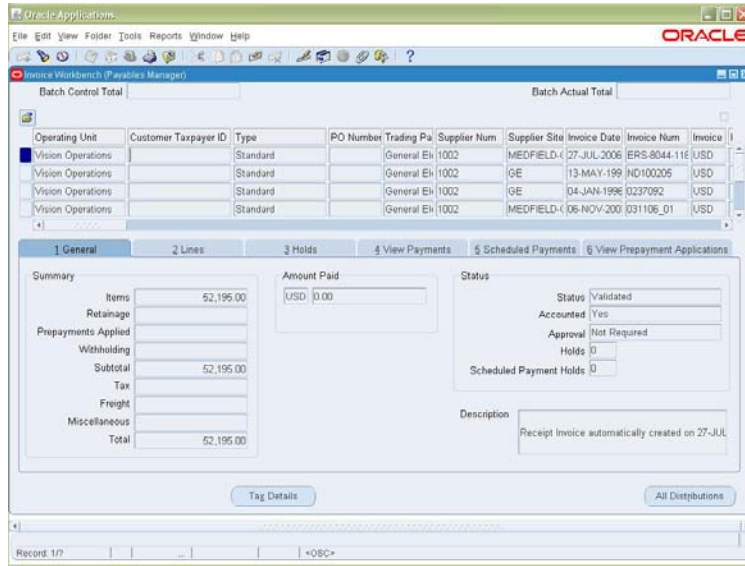 Oracle Applications
File Edit View Folder Tools Reports Window Help
ORACLE
Invoice Workbench (Payables Manager)
Batch Control Total
Batch Actual Total
Operating Unit Customer Taxpayer ID Type PO Number Trading Pa Supplier Num Supplier Site Invoice Date Invoice Num Invoice
Vision Operations Standard General Ele 1002 MEDFIELD-( 27-JUL-2006 ERS-8044-118 USD
Vision Operations Standard General Ele 1002 GE 13-MAY-199 ND100205 USD
Vision Operations Standard General Ele 1002 GE 04-JAN-1996 0237092 USD
Vision Operations Standard General Ele 1002 MEDFIELD-( 06-NOV-200 031106_01 USD
1 General 2 Lines 3 Holds 4 View Payments 5 Scheduled Payments 6 View Prepayment Applications
Summary
Amount Paid
Status
Items 52,195.00
USD 0.00
Status Validated
Retainage
Accounted Yes
Prepayments Applied
Approval Not Required
Withholding
Holds 0
Subtotal 52,195.00
Scheduled Payment Holds 0
Tax
Freight
Miscellaneous
Description
Receipt Invoice automatically created on 27-JUL
Total 52,195.00
Tag Details
All Distributions
Record: 1/? ... <OSC>